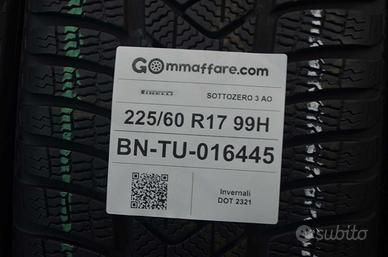 GOmmaffare.com
PIRELLI
SOTTOZERO 3 AO
225/60 R17 99H
BN-TU-016445
Invernali
DOT 2321
subito